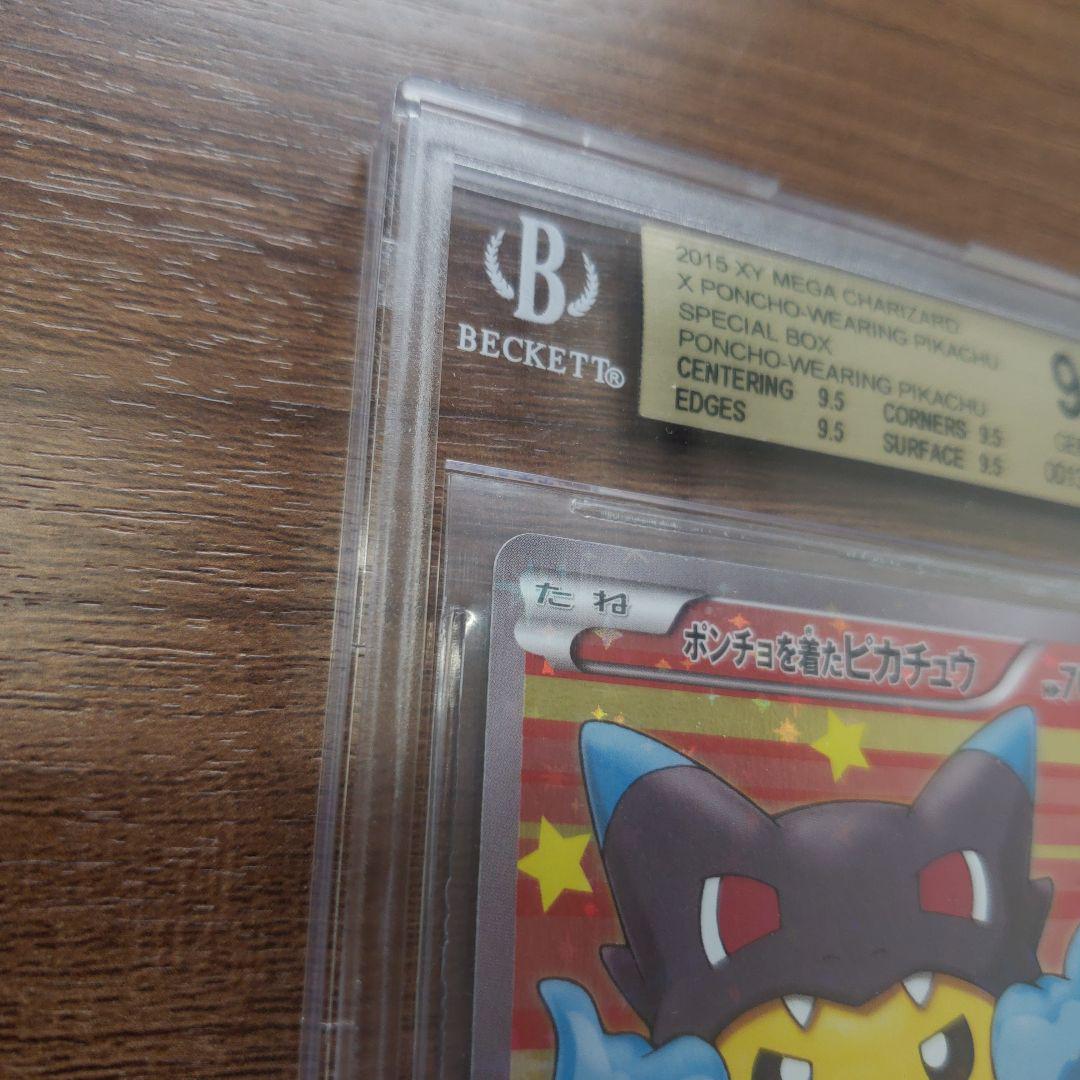 B
BECKETT®
2015 XY MEGA CHARIZARD
X PONCHO-WEARING PIKACHU
SPECIAL BOX
PONCHO-WEARING PIKACHU
CENTERING 9.5 CORNERS 9.5
EDGES 9.5 SURFACE 9.5
たね
ポンチョを着たピカチュウ